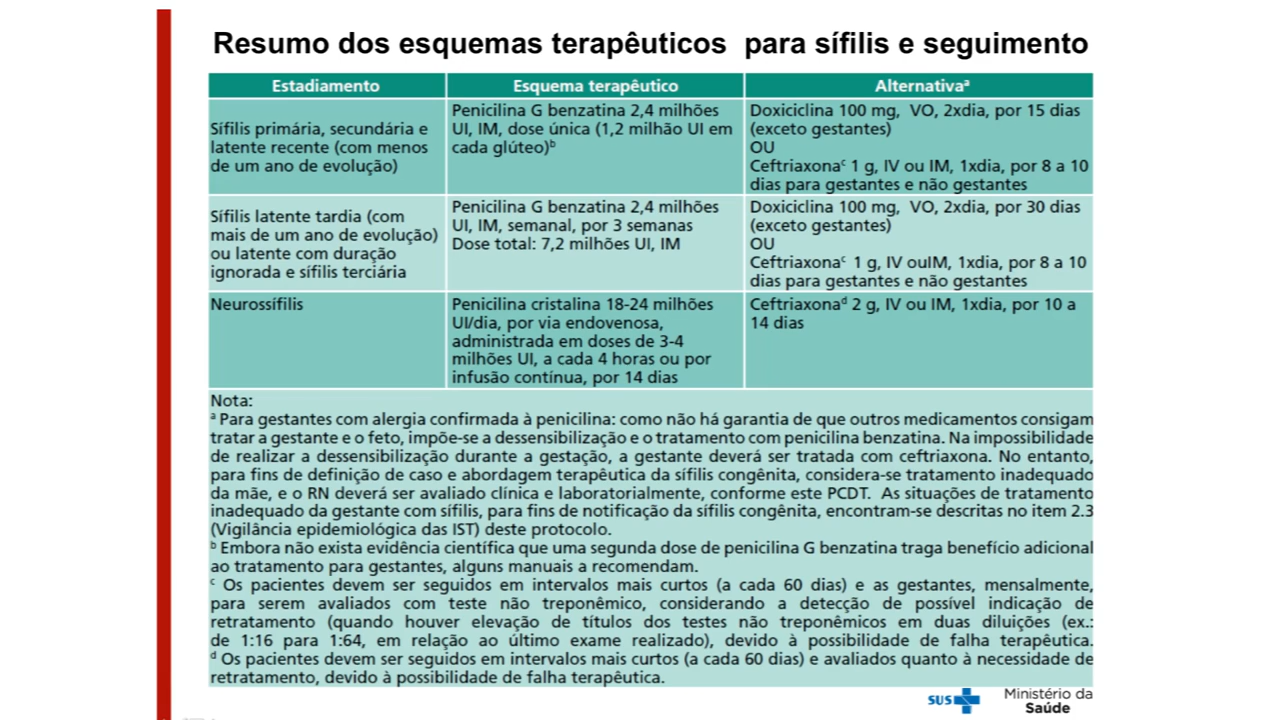 Resumo dos esquemas terapêuticos para sífilis e seguimento
Estadiamento
Esquema terapêutico
Alternativaª
Sífilis primária, secundária e
latente recente (com menos
de um ano de evolução)
Penicilina G benzatina 2,4 milhões
UI, IM, dose única (1,2 milhão UI em
cada glúteo)ᵇ
Doxiciclina 100 mg, VO, 2xdia, por 15 dias
(exceto gestantes)
OU
Ceftriaxonaᶜ 1 g, IV ou IM, 1xdia, por 8 a 10
dias para gestantes e não gestantes
Sífilis latente tardia (com
mais de um ano de evolução)
ou latente com duração
ignorada e sífilis terciária
Penicilina G benzatina 2,4 milhões
UI, IM, semanal, por 3 semanas
Dose total: 7,2 milhões UI, IM
Doxiciclina 100 mg, VO, 2xdia, por 30 dias
(exceto gestantes)
OU
Ceftriaxonaᶜ 1 g, IV ouIM, 1xdia, por 8 a 10
dias para gestantes e não gestantes
Neurossífilis
Penicilina cristalina 18-24 milhões
UI/dia, por via endovenosa,
administrada em doses de 3-4
milhões UI, a cada 4 horas ou por
infusão contínua, por 14 dias
Ceftriaxonaᵈ 2 g, IV ou IM, 1xdia, por 10 a
14 dias
Nota:
ª Para gestantes com alergia confirmada à penicilina: como não há garantia de que outros medicamentos consigam
tratar a gestante e o feto, impõe-se a dessensibilização e o tratamento com penicilina benzatina. Na impossibilidade
de realizar a dessensibilização durante a gestação, a gestante deverá ser tratada com ceftriaxona. No entanto,
para fins de definição de caso e abordagem terapêutica da sífilis congênita, considera-se tratamento inadequado
da mãe, e o RN deverá ser avaliado clínica e laboratorialmente, conforme este PCDT. As situações de tratamento
inadequado da gestante com sífilis, para fins de notificação da sífilis congênita, encontram-se descritas no item 2.3
(Vigilância epidemiológica das IST) deste protocolo.
ᵇ Embora não exista evidência científica que uma segunda dose de penicilina G benzatina traga benefício adicional
ao tratamento para gestantes, alguns manuais a recomendam.
ᶜ Os pacientes devem ser seguidos em intervalos mais curtos (a cada 60 dias) e as gestantes, mensalmente,
para serem avaliados com teste não treponêmico, considerando a detecção de possível indicação de
retratamento (quando houver elevação de títulos dos testes não treponêmicos em duas diluições (ex.:
de 1:16 para 1:64, em relação ao último exame realizado), devido à possibilidade de falha terapêutica.
ᵈ Os pacientes devem ser seguidos em intervalos mais curtos (a cada 60 dias) e avaliados quanto à necessidade de
retratamento, devido à possibilidade de falha terapêutica.
SUS
Ministério da
Saúde